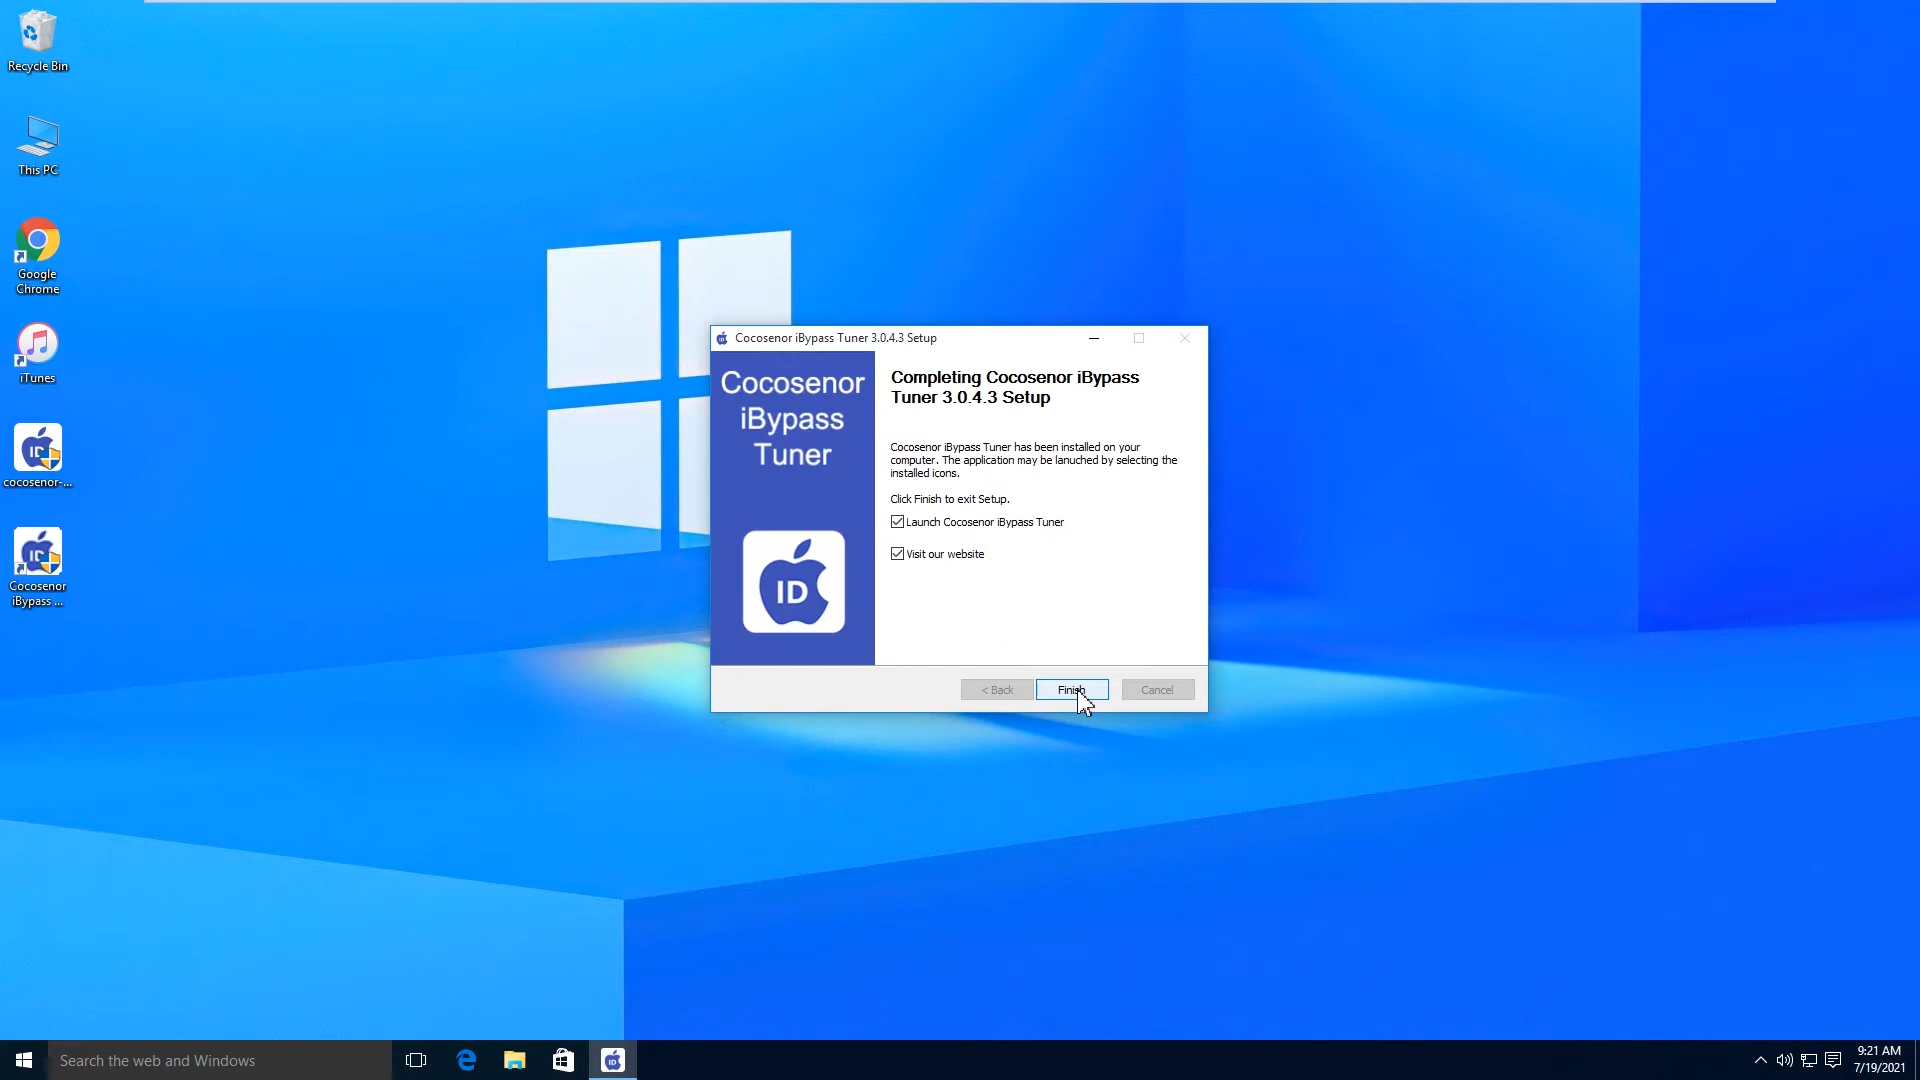 Recycle Bin
This PC
Google
Chrome
iTunes
cocosenor-...
Cocosenor
iBypass ...
Cocosenor iBypass Tuner 3.0.4.3 Setup
Cocosenor
iBypass
Tuner
ID
Completing Cocosenor iBypass
Tuner 3.0.4.3 Setup
Cocosenor iBypass Tuner has been installed on your
computer. The application may be lanuched by selecting the
installed icons.
Click Finish to exit Setup.
Launch Cocosenor iBypass Tuner
Visit our website
< Back
Finish
Cancel
Search the web and Windows
ID
9:21 AM
7/19/2021